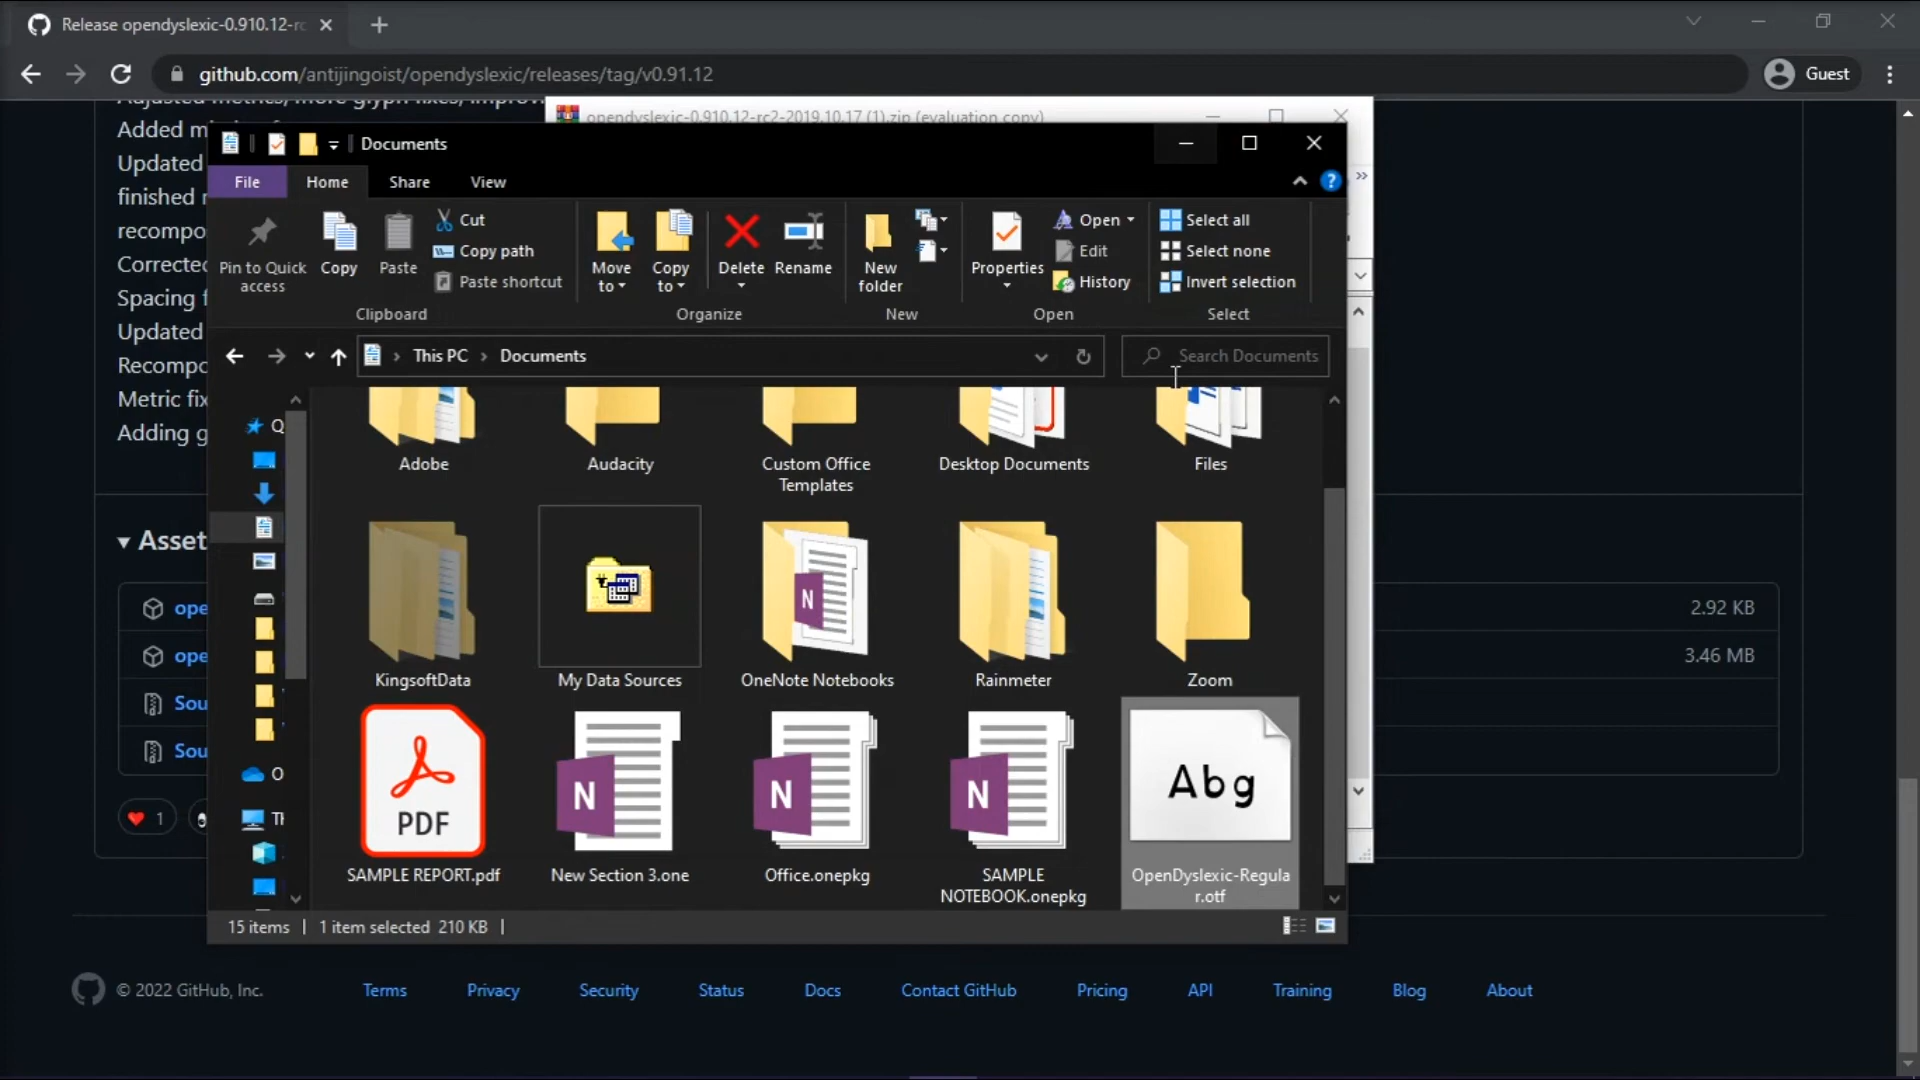 Release opendyslexic-0.910.12-rc
github.com/antijingoist/opendyslexic/releases/tag/v0.91.12
Guest
opendyslexic-0.910.12-rc2-2019.10.17 (1).zip (evaluation copy)
Added m
Updated
finished r
recompo
Corrected
Spacing f
Updated
Recompo
Metric fix
Adding g
Documents
File Home Share View
Pin to Quick access
Copy
Paste
Cut
Copy path
Paste shortcut
Clipboard
Move to
Copy to
Delete
Rename
Organize
New folder
New
Properties
Open
Edit
History
Open
Select all
Select none
Invert selection
Select
This PC > Documents
Search Documents
Adobe
Audacity
Custom Office
Templates
Desktop Documents
Files
KingsoftData
My Data Sources
OneNote Notebooks
Rainmeter
Zoom
PDF
SAMPLE REPORT.pdf
N
New Section 3.one
N
Office.onepkg
N
SAMPLE
NOTEBOOK.onepkg
Abg
OpenDyslexic-Regula
r.otf
15 items 1 item selected 210 KB
Asset
ope 2.92 KB
ope 3.46 MB
Sou
Sou
1
© 2022 GitHub, Inc. Terms Privacy Security Status Docs Contact GitHub Pricing API Training Blog About